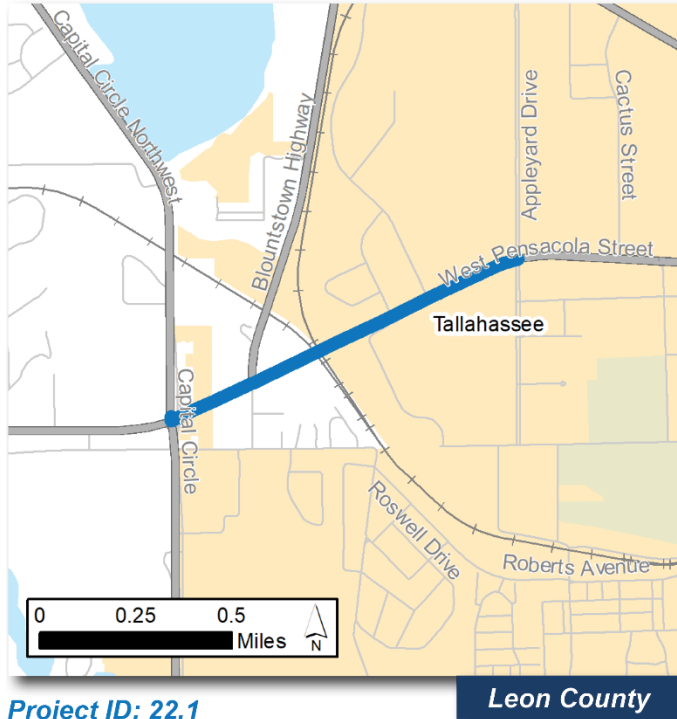 Capital Circle Northwest
Blountstown Highway
Appleyard Drive
Cactus Street
West Pensacola Street
Tallahassee
Capital Circle
Roswell Drive
Roberts Avenue
0 0.25 0.5
Miles
N
Project ID: 22.1
Leon County